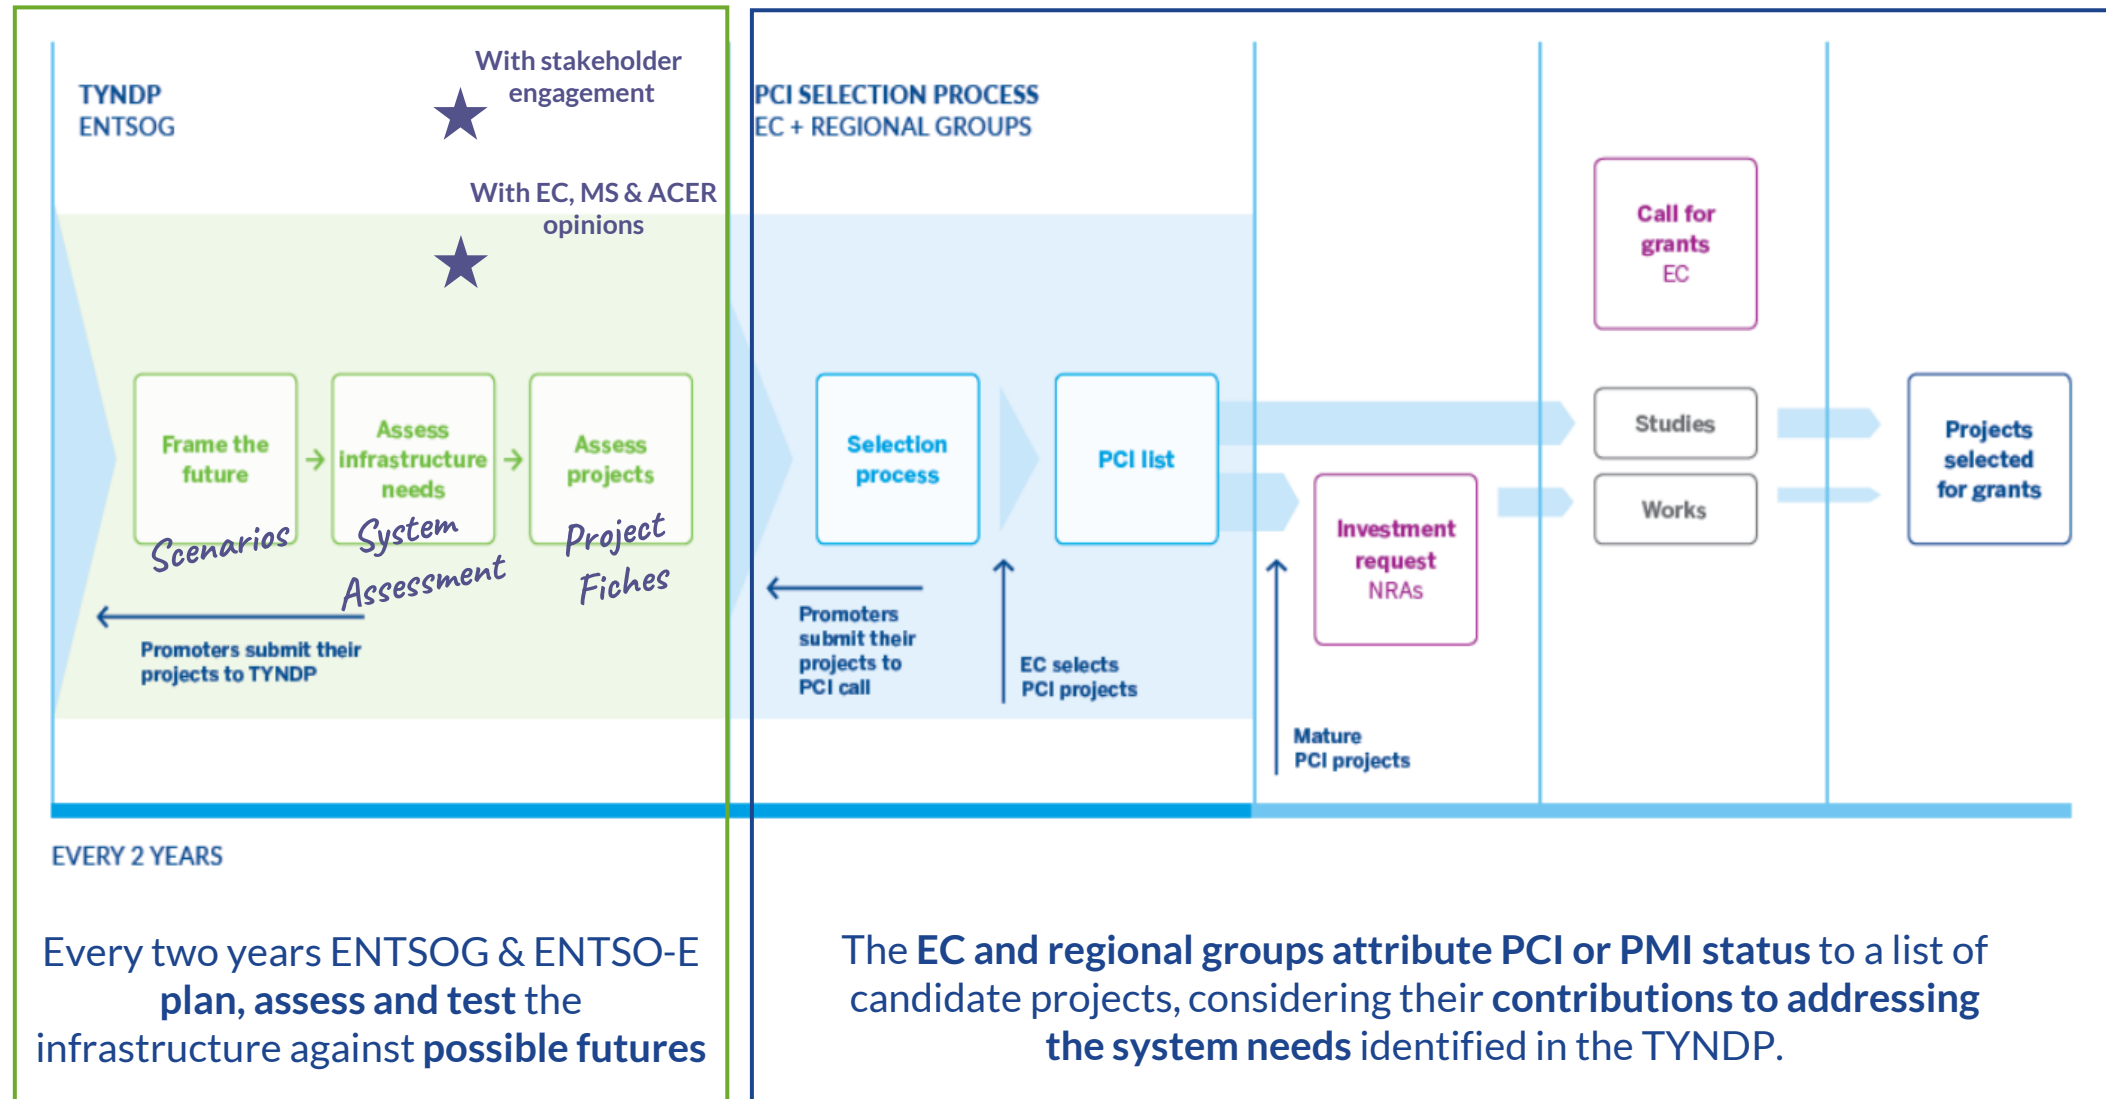 With stakeholder
engagement
TYNDP
ENTSOG
With EC, MS & ACER
opinions
Frame the
future
Scenarios
Assess
infrastructure
needs
System
Assessment
Assess
projects
Project
Fiches
Promoters submit their
projects to TYNDP
PCI SELECTION PROCESS
EC + REGIONAL GROUPS
Selection
process
Promoters
submit their
projects to
PCI call
EC selects
PCI projects
PCI list
Mature
PCI projects
Investment
request
NRAs
Call for
grants
EC
Studies
Works
Projects
selected
for grants
EVERY 2 YEARS
Every two years ENTSOG & ENTSO-E
plan, assess and test the
infrastructure against possible futures
The EC and regional groups attribute PCI or PMI status to a list of
candidate projects, considering their contributions to addressing
the system needs identified in the TYNDP.